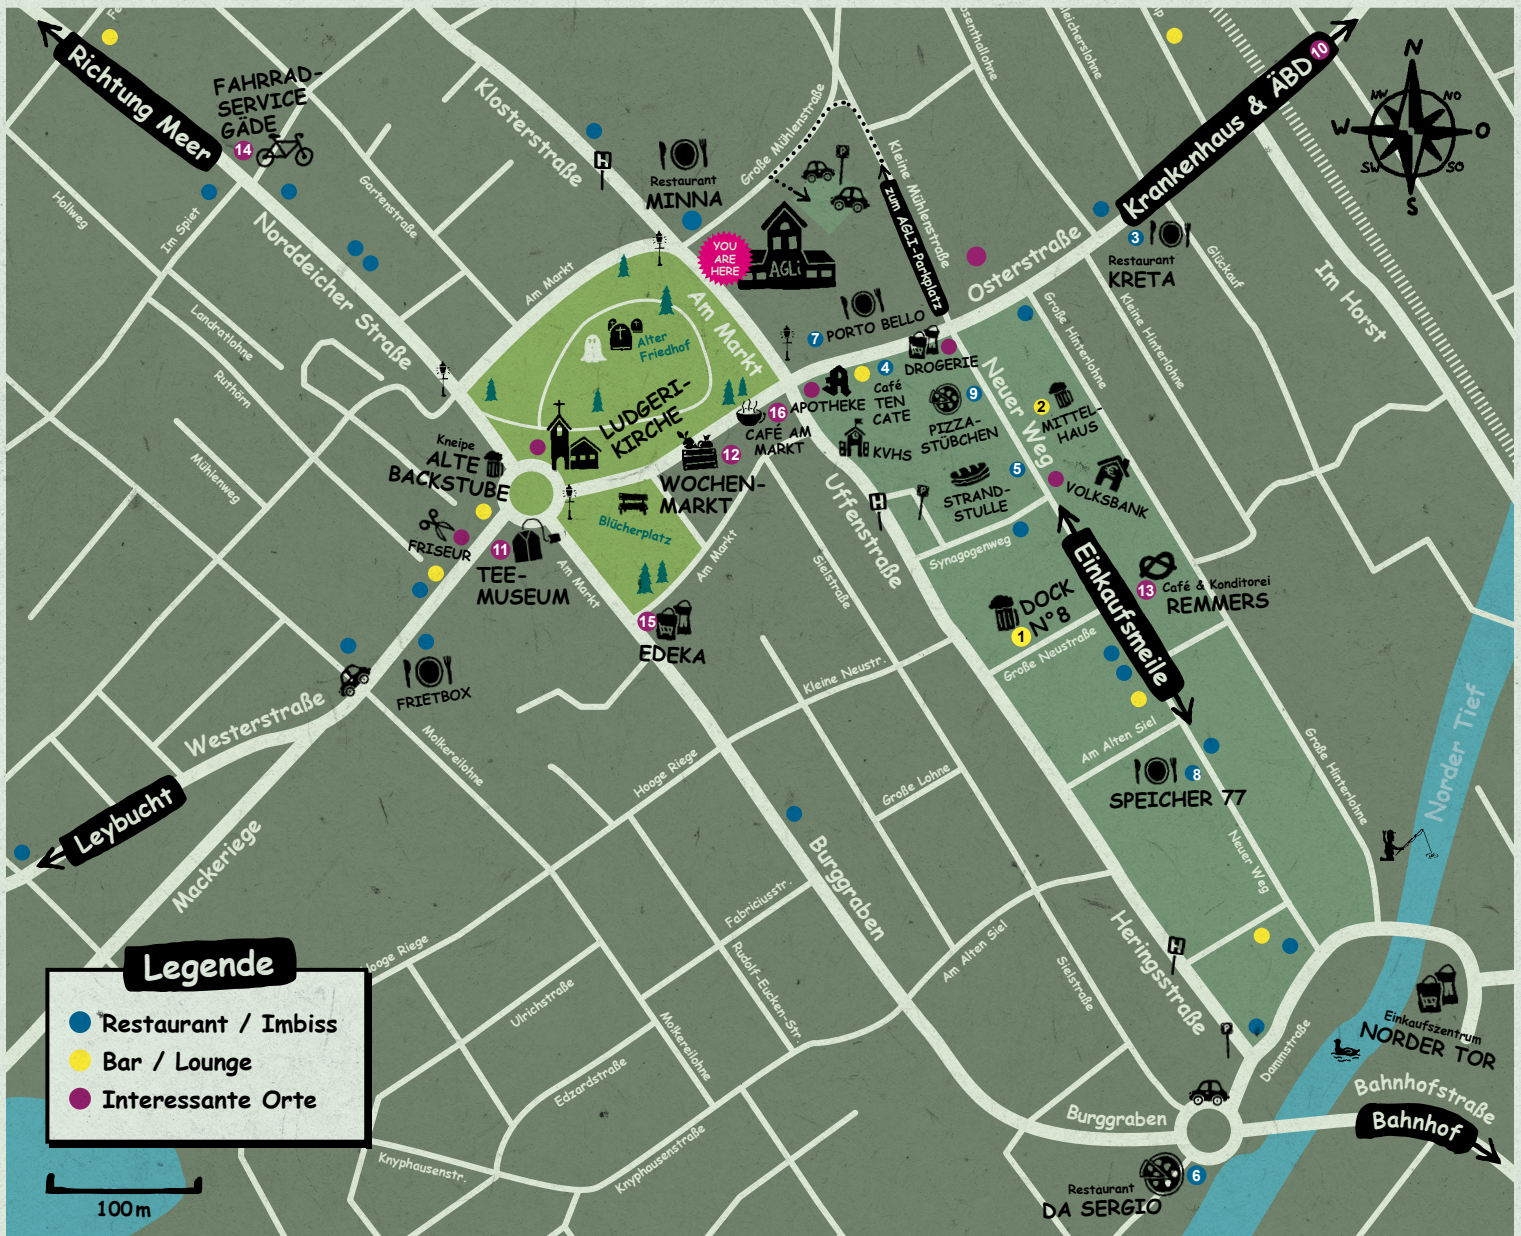 Richtung Meer
FAHRRAD-
SERVICE
GÄDE
14
Klosterstraße
H
Restaurant
MINNA
Große Mühlenstraße
P
Kleine Mühlenstraße
zum AGLI-Parkplatz
Krankenhaus & ÄBD
10
N
NO
O
SO
S
SW
W
NW
3
Restaurant
KRETA
Osterstraße
Glückauf
Im Horst
Hollweg
Im Spiet
Gartenstraße
Norddeicher Straße
Am Markt
YOU
ARE
HERE
AGLI
Am Markt
7
PORTO BELLO
DROGERIE
4
Café
TEN
CATE
Große Hinterlohne
Kleine Hinterlohne
Landratlohne
Ruthörn
Mühlenweg
Alter
Friedhof
LUDGERI-
KIRCHE
16
CAFÉ AM
MARKT
APOTHEKE
KVHS
9
PIZZA-
STÜBCHEN
Neuer Weg
2
MITTEL-
HAUS
Kneipe
ALTE
BACKSTUBE
12
WOCHEN-
MARKT
Blücherplatz
5
STRAND-
STULLE
VOLKSBANK
FRISEUR
11
TEE-
MUSEUM
Am Markt
Am Markt
Sielstraße
Uffenstraße
H
P
Synagogenweg
Einkaufsmeile
13
Café & Konditorei
REMMERS
15
EDEKA
DOCK
N°8
1
Große Neustraße
FRIETBOX
Westerstraße
Molkereilohne
Kleine Neustr.
Hooge Riege
Große Lohne
Am Alten Siel
8
SPEICHER 77
Große Hinterlohne
Norder Tief
Leybucht
Mackeriege
Burggraben
Neuer Weg
Fabriciusstr.
Am Alten Siel
Sielstraße
H
Heringsstraße
Rudolf-Eucken-Str.
Ulrichstraße
Molkereilohne
Edzardstraße
P
Dammstraße
Einkaufszentrum
NORDER TOR
Bahnhofstraße
Bahnhof
Burggraben
Knyphausenstr.
Knyphausenstraße
Restaurant
DA SERGIO
6
Legende
Restaurant / Imbiss
Bar / Lounge
Interessante Orte
100 m